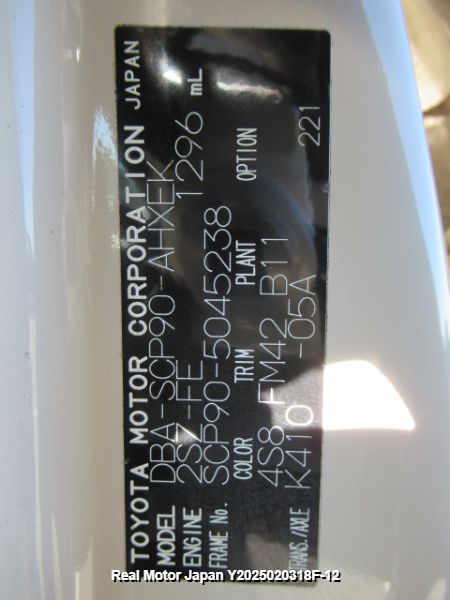 TOYOTA MOTOR CORPORATION JAPAN
MODEL DBA-SCP90-AHXEK
ENGINE 2SZ-FE 1296 mL
FRAME No. SCP90-5045238
COLOR TRIM PLANT OPTION
4S8 FM42 B11 221
TRANS./AXLE K410 -05A
Real Motor Japan Y2025020318F-12